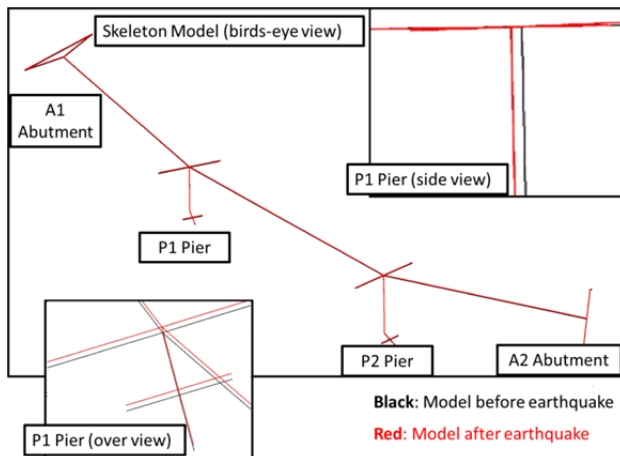 Skeleton Model (birds-eye view)
A1
Abutment
P1 Pier (side view)
P1 Pier
P2 Pier
A2 Abutment
P1 Pier (over view)
Black: Model before earthquake
Red: Model after earthquake